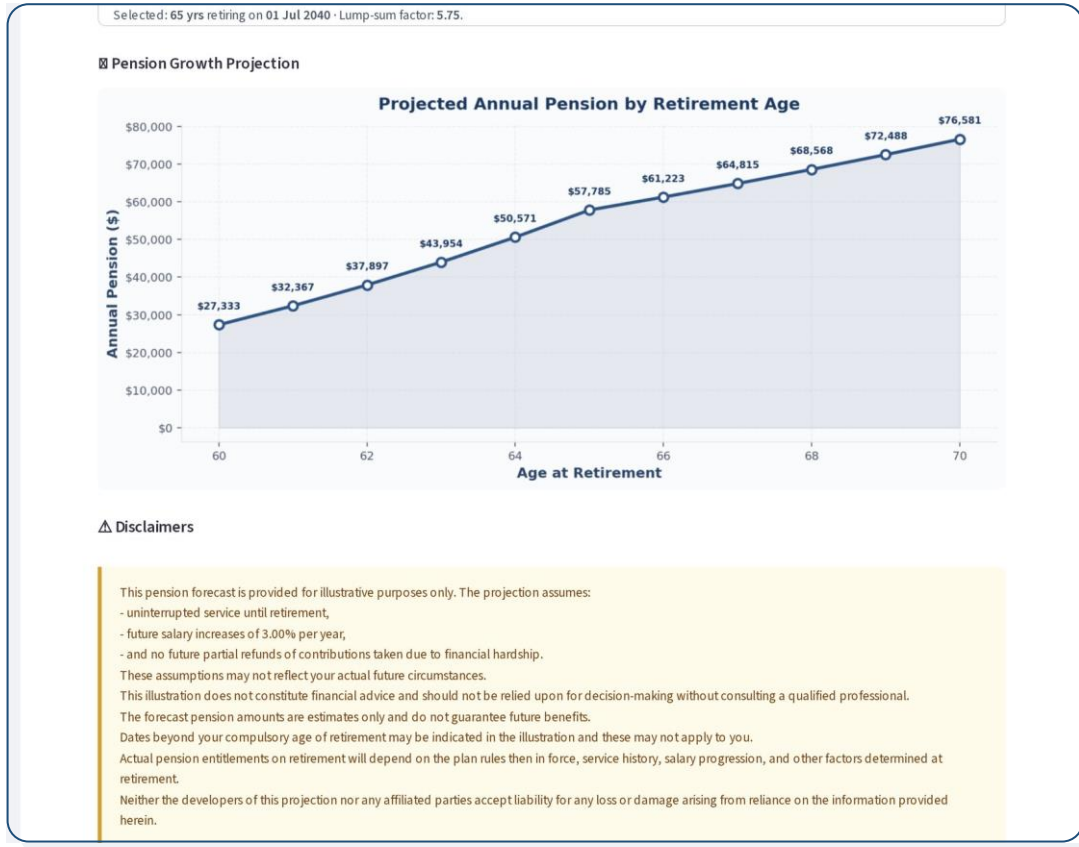 Selected: 65 yrs retiring on 01 Jul 2040 · Lump-sum factor: 5.75.
Pension Growth Projection
Projected Annual Pension by Retirement Age
Annual Pension ($)
$80,000
$70,000
$60,000
$50,000
$40,000
$30,000
$20,000
$10,000
$0
$27,333
$32,367
$37,897
$43,954
$50,571
$57,785
$61,223
$64,815
$68,568
$72,488
$76,581
60
62
64
66
68
70
Age at Retirement
⚠ Disclaimers
This pension forecast is provided for illustrative purposes only. The projection assumes:
- uninterrupted service until retirement,
- future salary increases of 3.00% per year,
- and no future partial refunds of contributions taken due to financial hardship.
These assumptions may not reflect your actual future circumstances.
This illustration does not constitute financial advice and should not be relied upon for decision-making without consulting a qualified professional.
The forecast pension amounts are estimates only and do not guarantee future benefits.
Dates beyond your compulsory age of retirement may be indicated in the illustration and these may not apply to you.
Actual pension entitlements on retirement will depend on the plan rules then in force, service history, salary progression, and other factors determined at
retirement.
Neither the developers of this projection nor any affiliated parties accept liability for any loss or damage arising from reliance on the information provided
herein.